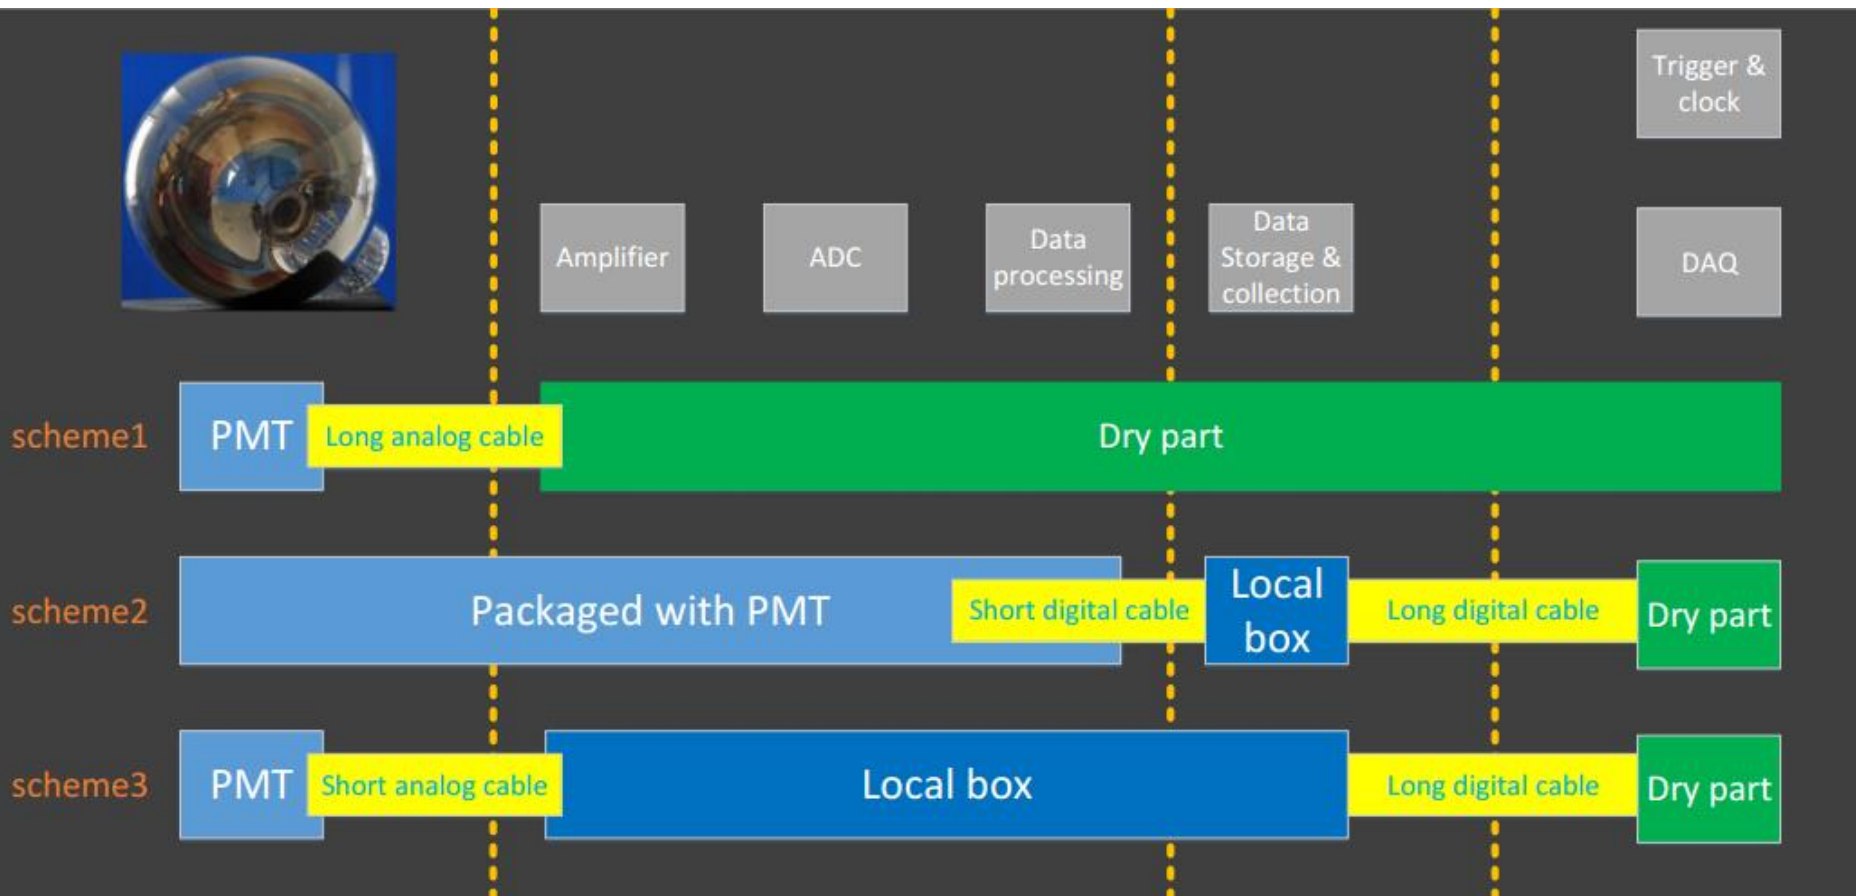 Trigger &
clock
Amplifier
ADC
Data
processing
Data
Storage &
collection
DAQ
scheme1
PMT
Long analog cable
Dry part
scheme2
Packaged with PMT
Short digital cable
Local
box
Long digital cable
Dry part
scheme3
PMT
Short analog cable
Local box
Long digital cable
Dry part